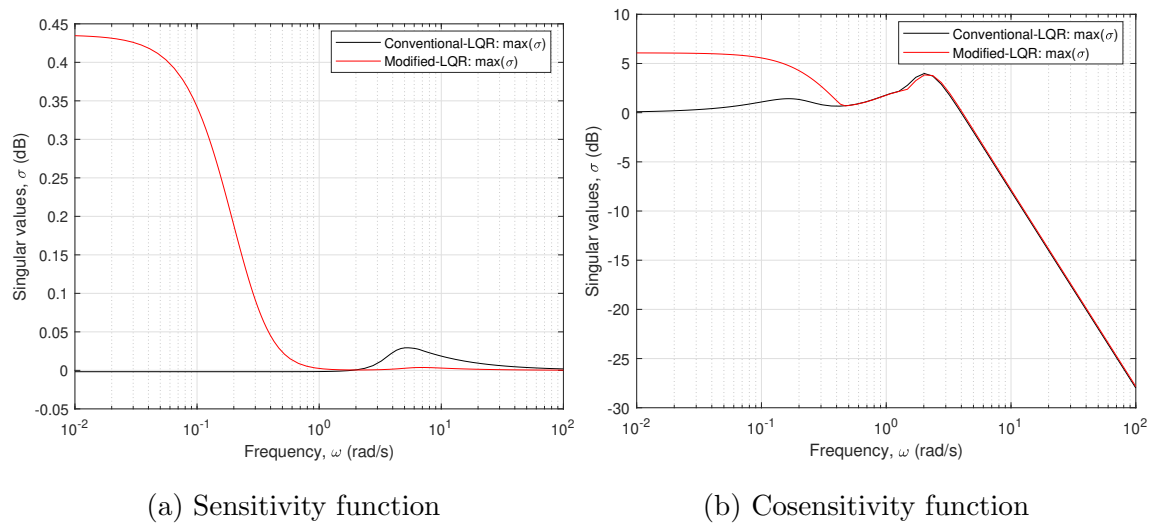 0.45
0.4
0.35
0.3
0.25
0.2
0.15
0.1
0.05
0
-0.05
Singular values, σ (dB)
Conventional-LQR: max(σ)
Modified-LQR: max(σ)
10^-2 10^-1 10^0 10^1 10^2
Frequency, ω (rad/s)
(a) Sensitivity function
10
5
0
-5
-10
-15
-20
-25
-30
Singular values, σ (dB)
Conventional-LQR: max(σ)
Modified-LQR: max(σ)
10^-2 10^-1 10^0 10^1 10^2
Frequency, ω (rad/s)
(b) Cosensitivity function